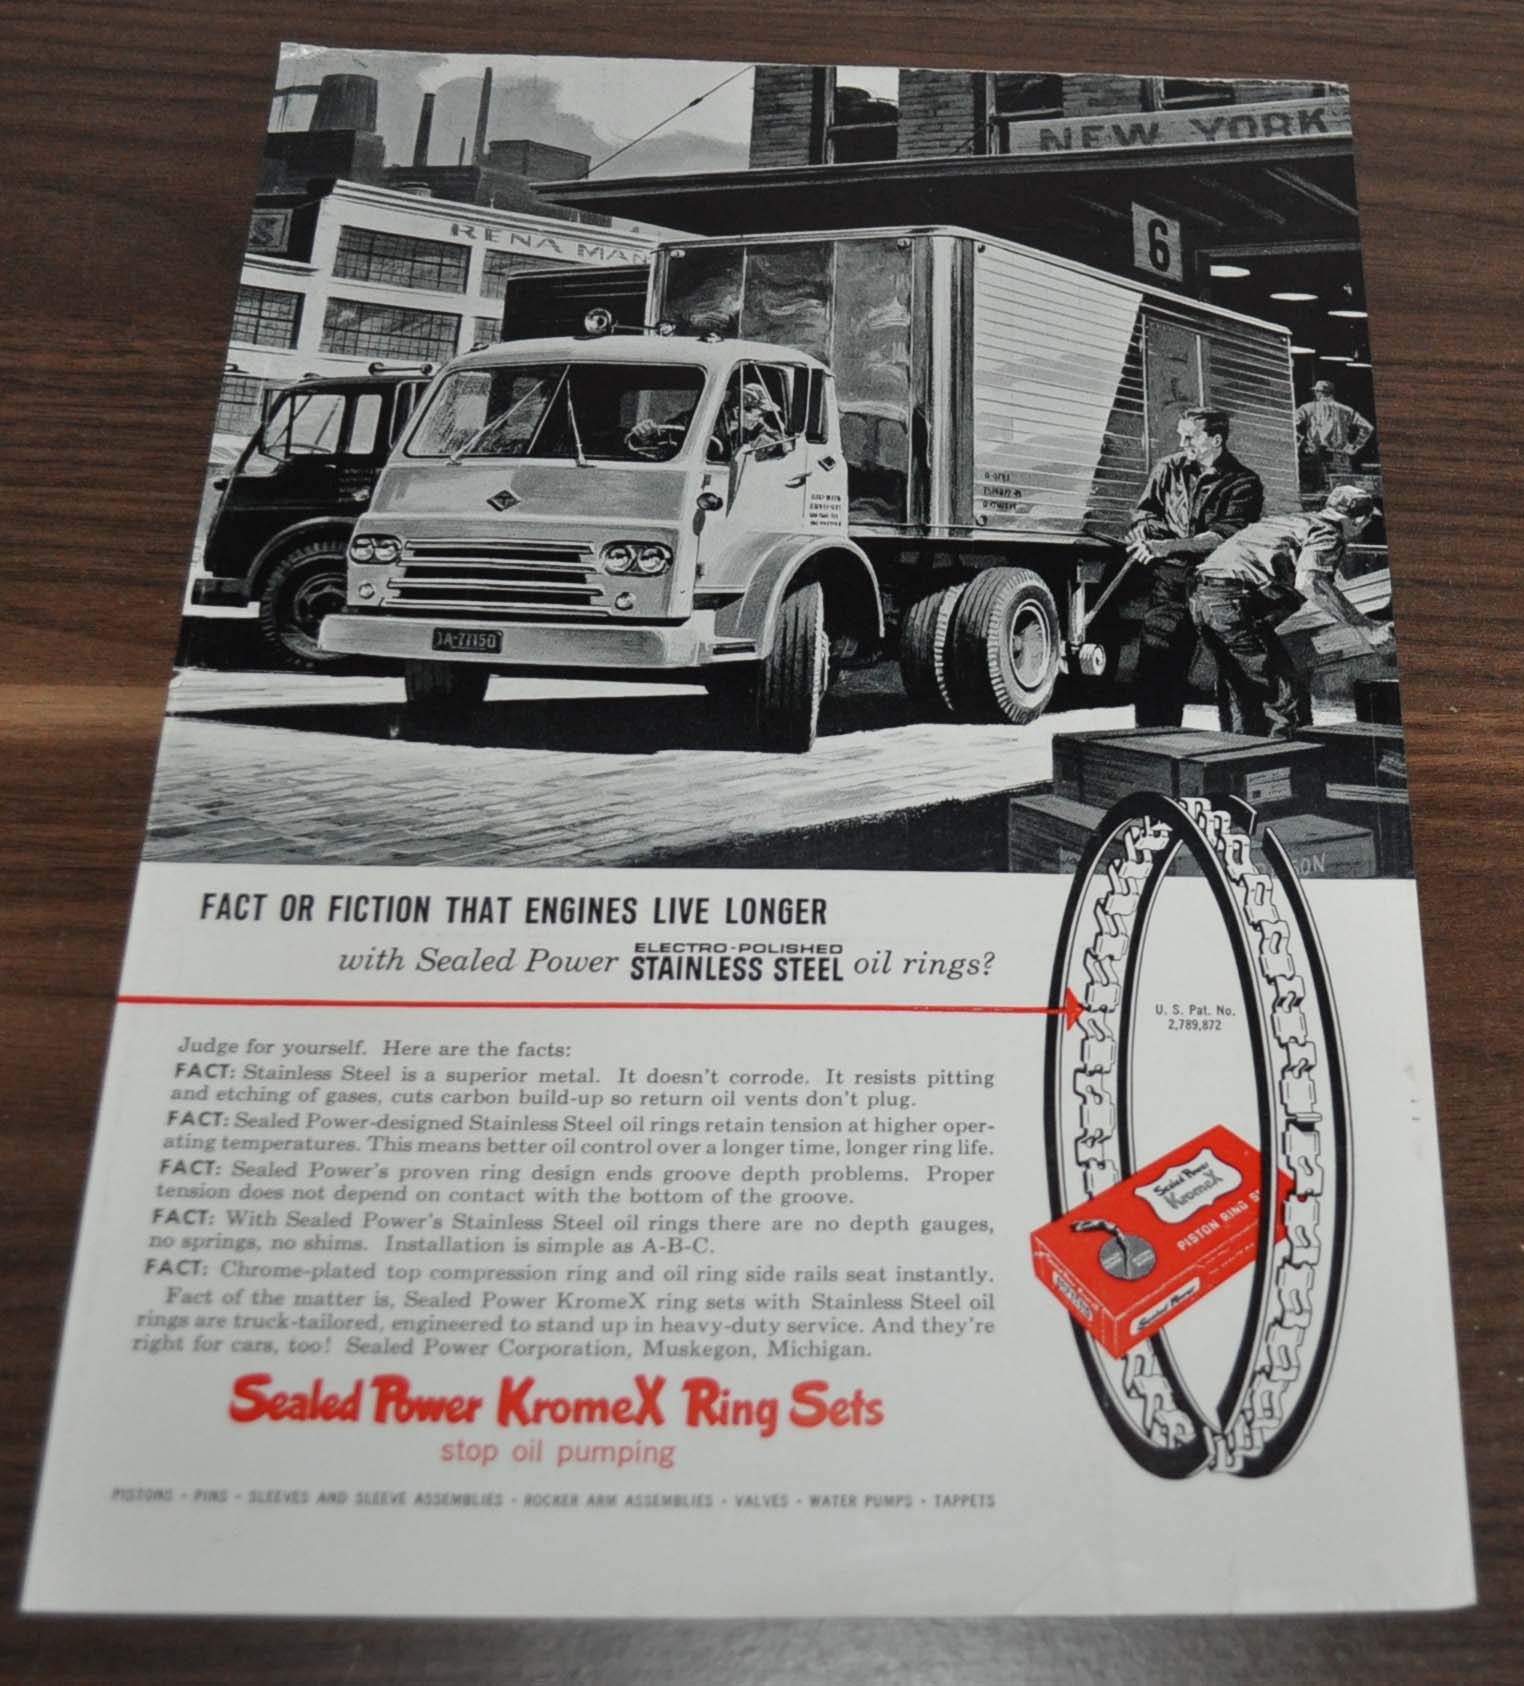 NEW YORK
S
RENA MAN
6
1A-77150
SON
FACT OR FICTION THAT ENGINES LIVE LONGER
with Sealed Power ELECTRO-POLISHED STAINLESS STEEL oil rings?
U. S. Pat. No.
2,789,872
Judge for yourself. Here are the facts:
FACT: Stainless Steel is a superior metal. It doesn't corrode. It resists pitting
and etching of gases, cuts carbon build-up so return oil vents don't plug.
FACT: Sealed Power-designed Stainless Steel oil rings retain tension at higher oper-
ating temperatures. This means better oil control over a longer time, longer ring life.
FACT: Sealed Power's proven ring design ends groove depth problems. Proper
tension does not depend on contact with the bottom of the groove.
FACT: With Sealed Power's Stainless Steel oil rings there are no depth gauges,
no springs, no shims. Installation is simple as A-B-C.
FACT: Chrome-plated top compression ring and oil ring side rails seat instantly.
Fact of the matter is, Sealed Power KromeX ring sets with Stainless Steel oil
rings are truck-tailored, engineered to stand up in heavy-duty service. And they're
right for cars, too! Sealed Power Corporation, Muskegon, Michigan.
Sealed Power
KromeX
PISTON RING S
Sealed Power
Sealed Power KromeX Ring Sets
stop oil pumping
PISTONS • PINS • SLEEVES AND SLEEVE ASSEMBLIES • ROCKER ARM ASSEMBLIES • VALVES • WATER PUMPS • TAPPETS